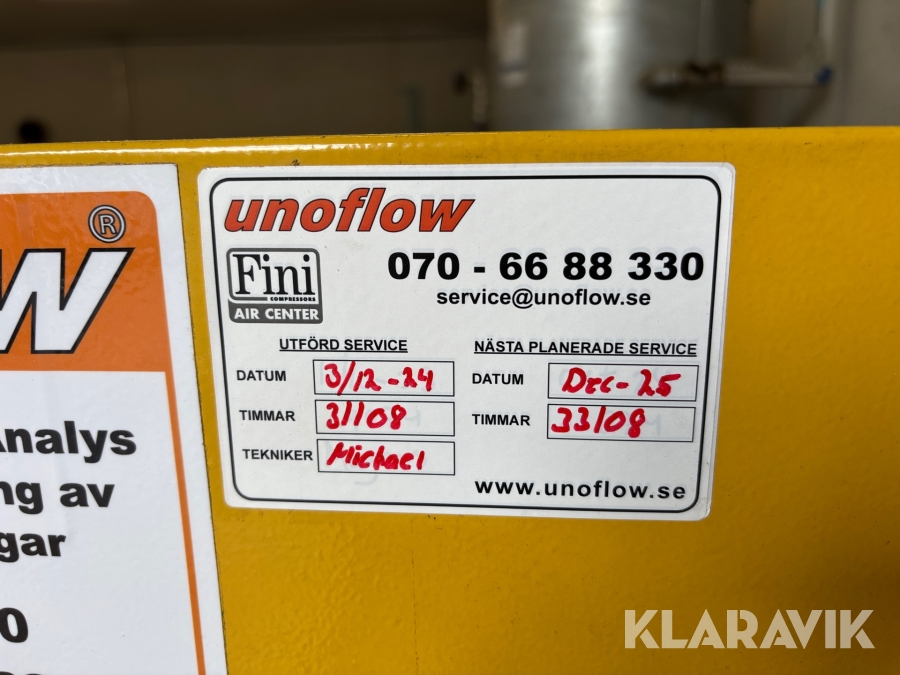 W®
Analys
ng av
gar
0
unoflow
Fini
COMPRESSORS
AIR CENTER
070 - 66 88 330
service@unoflow.se
UTFÖRD SERVICE
DATUM 3/12-24
TIMMAR 31108
TEKNIKER Michael
NÄSTA PLANERADE SERVICE
DATUM Dec-25
TIMMAR 33108
www.unoflow.se
KLARAVIK